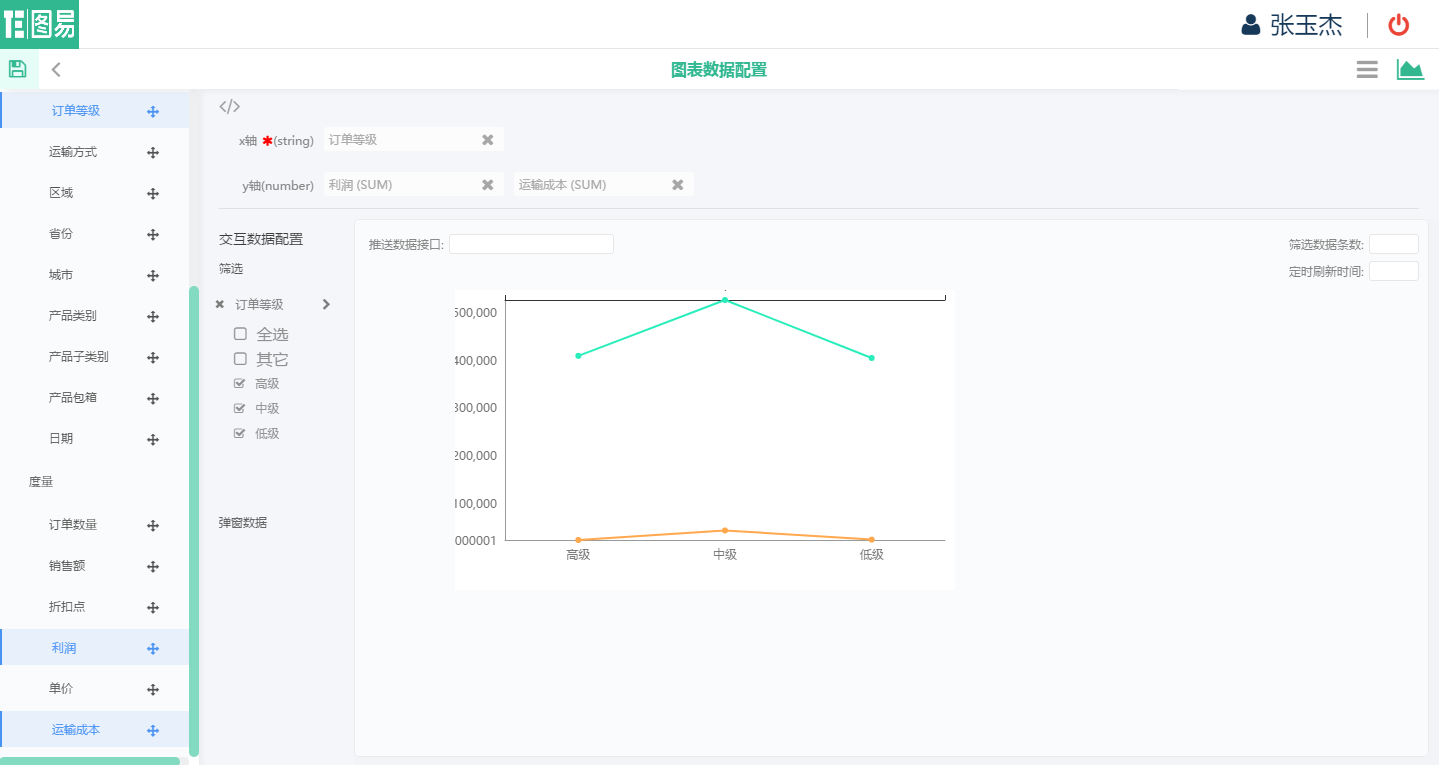 图易
张玉杰
图表数据配置
订单等级
运输方式
区域
省份
城市
产品类别
产品子类别
产品包箱
日期
度量
订单数量
销售额
折扣点
利润
单价
运输成本
</>
x轴 ✱(string) 订单等级
y轴(number) 利润 (SUM) 运输成本 (SUM)
交互数据配置
筛选
订单等级
全选
其它
高级
中级
低级
弹窗数据
推送数据接口:
筛选数据条数:
定时刷新时间:
500,000
400,000
300,000
200,000
100,000
000001
高级 中级 低级